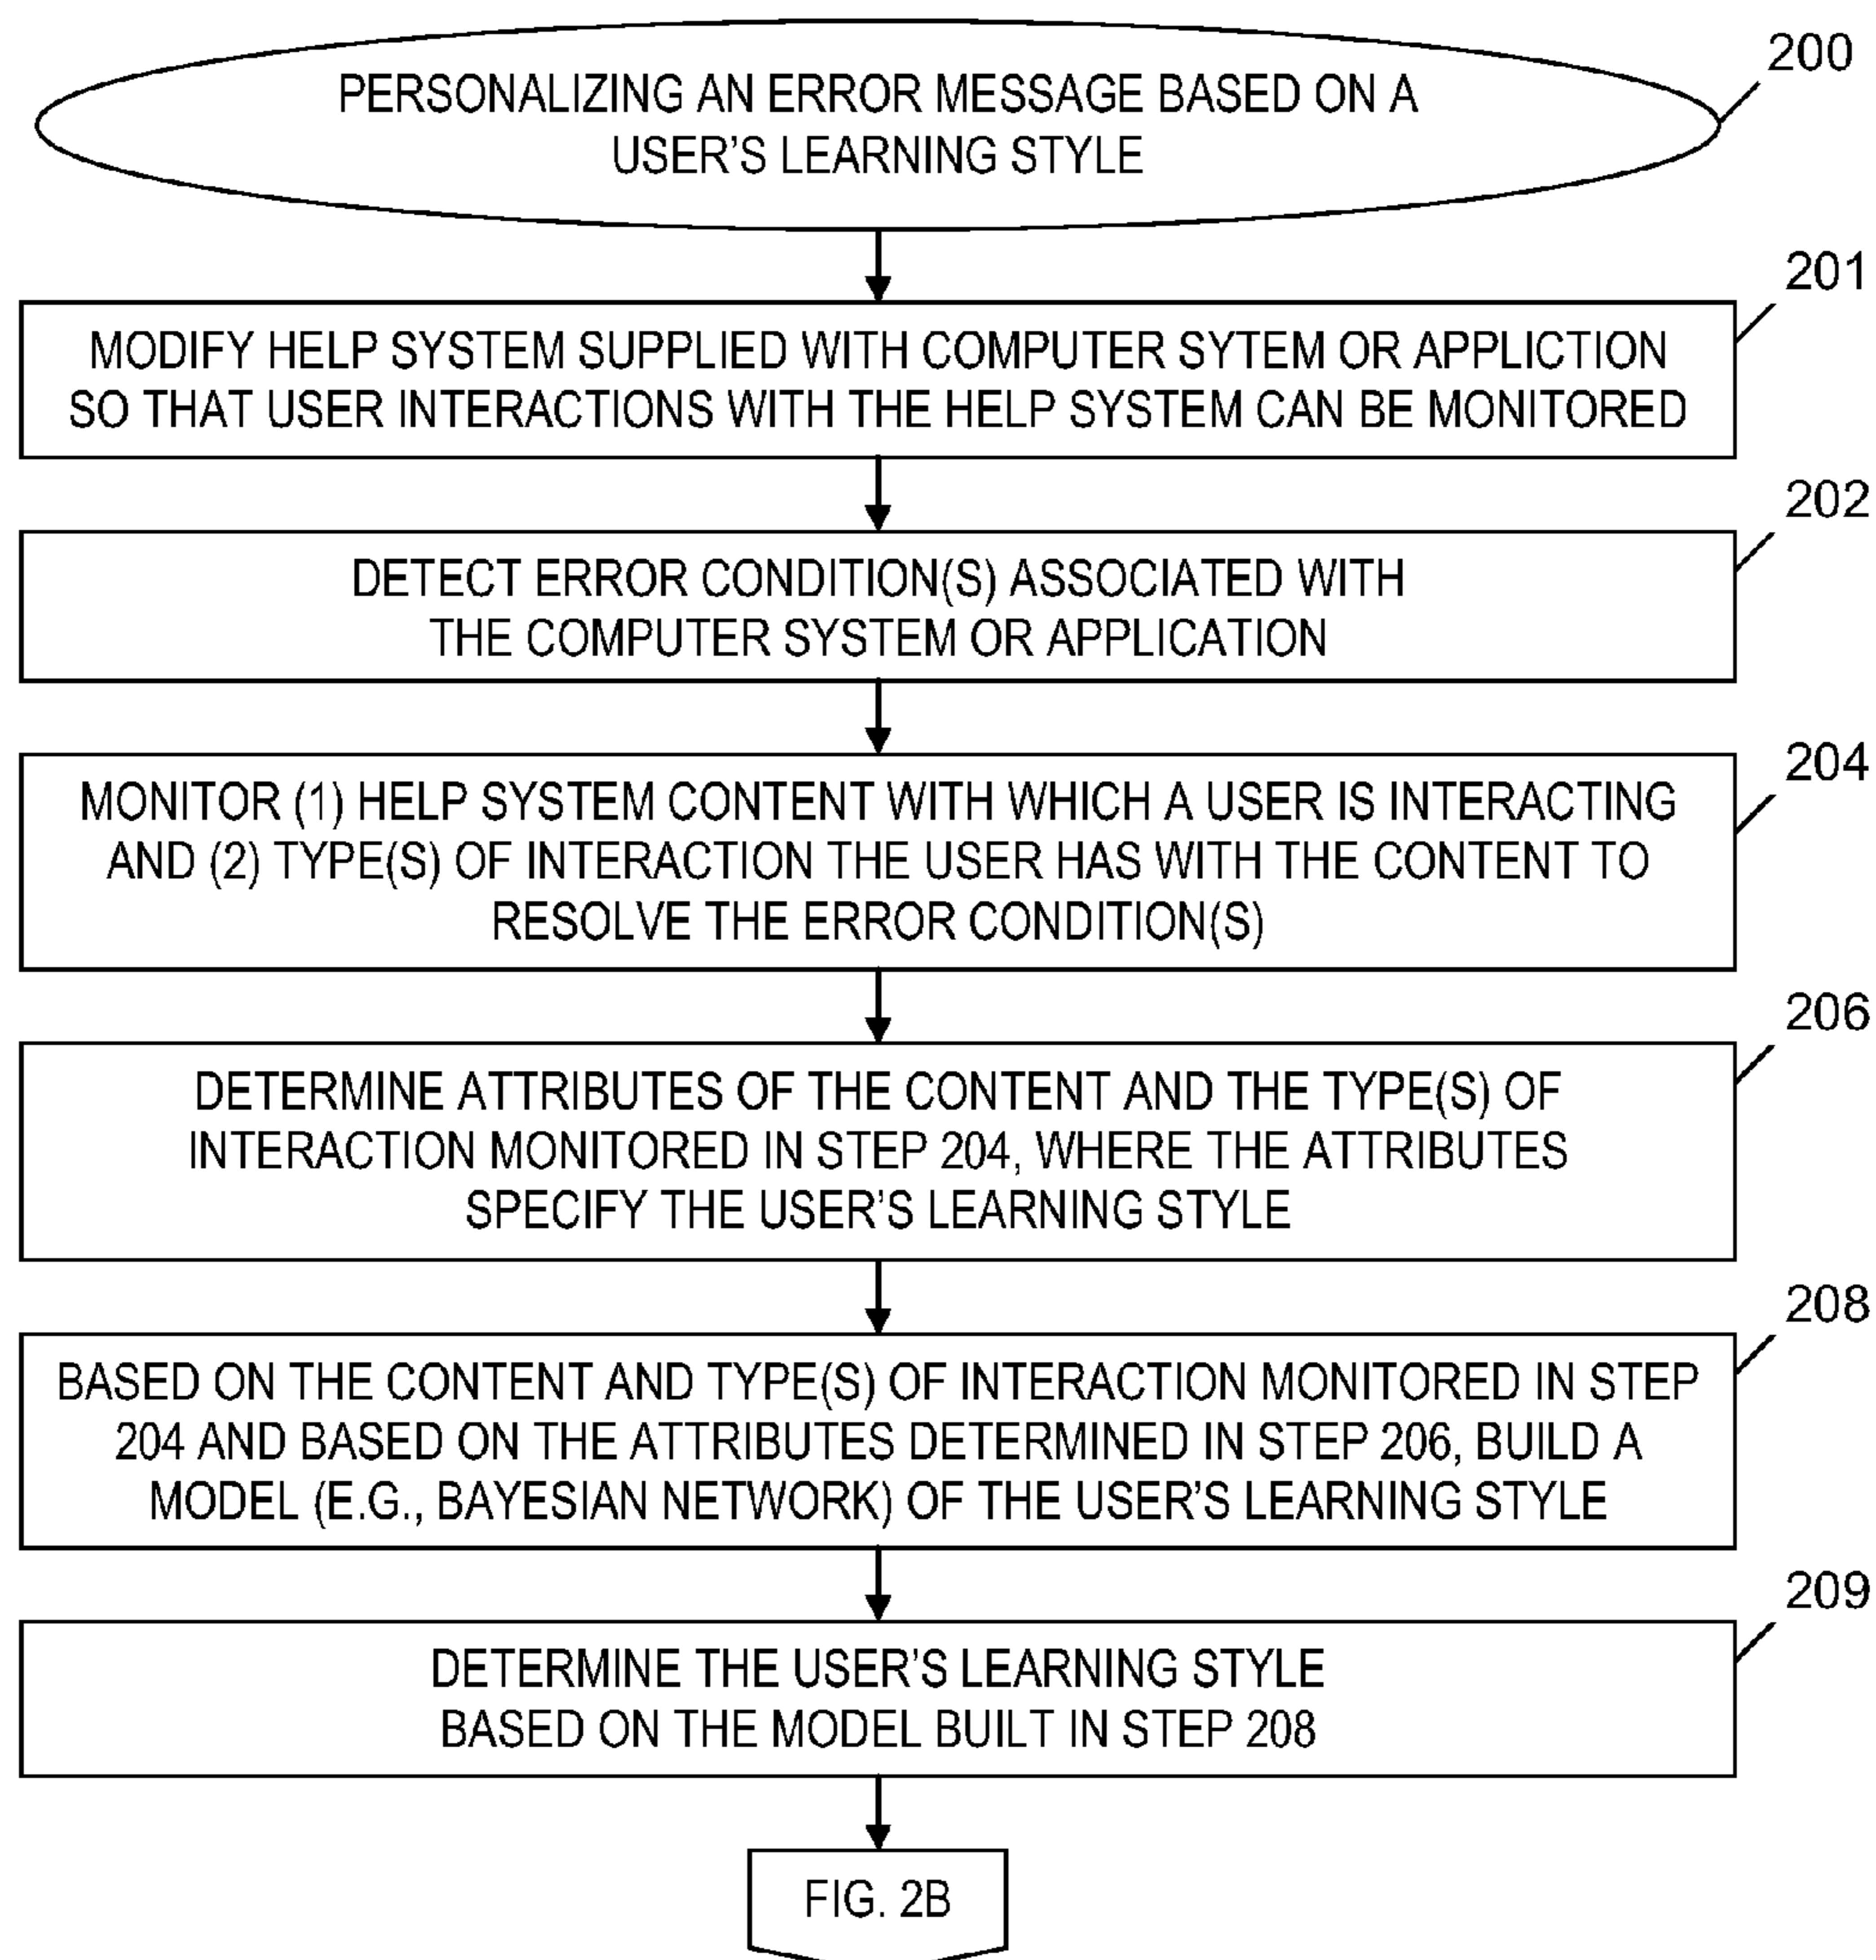 200
PERSONALIZING AN ERROR MESSAGE BASED ON A
USER'S LEARNING STYLE
201
MODIFY HELP SYSTEM SUPPLIED WITH COMPUTER SYTEM OR APPLICTION
SO THAT USER INTERACTIONS WITH THE HELP SYSTEM CAN BE MONITORED
202
DETECT ERROR CONDITION(S) ASSOCIATED WITH
THE COMPUTER SYSTEM OR APPLICATION
204
MONITOR (1) HELP SYSTEM CONTENT WITH WHICH A USER IS INTERACTING
AND (2) TYPE(S) OF INTERACTION THE USER HAS WITH THE CONTENT TO
RESOLVE THE ERROR CONDITION(S)
206
DETERMINE ATTRIBUTES OF THE CONTENT AND THE TYPE(S) OF
INTERACTION MONITORED IN STEP 204, WHERE THE ATTRIBUTES
SPECIFY THE USER'S LEARNING STYLE
208
BASED ON THE CONTENT AND TYPE(S) OF INTERACTION MONITORED IN STEP
204 AND BASED ON THE ATTRIBUTES DETERMINED IN STEP 206, BUILD A
MODEL (E.G., BAYESIAN NETWORK) OF THE USER'S LEARNING STYLE
209
DETERMINE THE USER'S LEARNING STYLE
BASED ON THE MODEL BUILT IN STEP 208
FIG. 2B